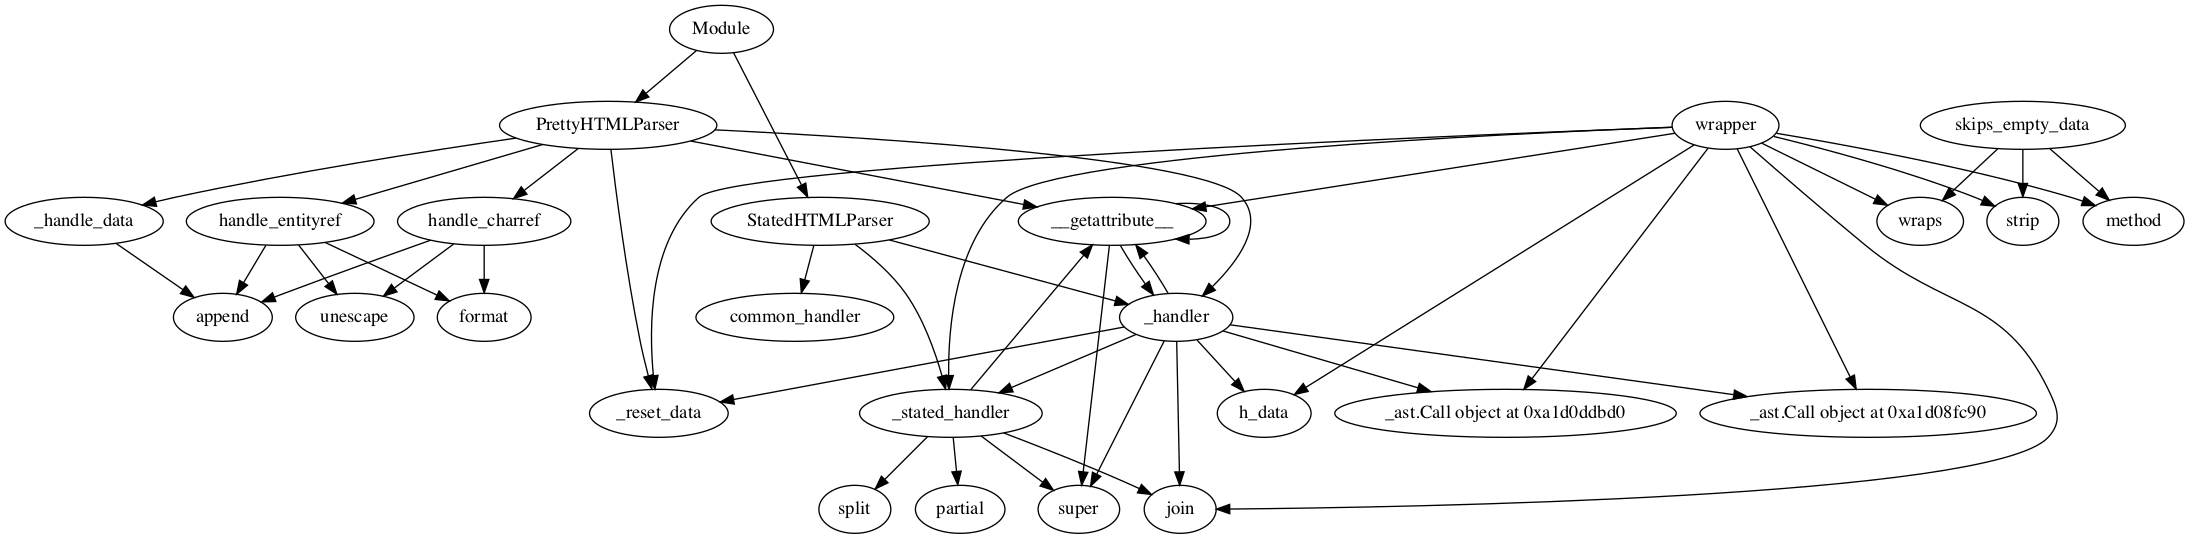 Module
PrettyHTMLParser
wrapper
skips_empty_data
_handle_data
handle_entityref
handle_charref
StatedHTMLParser
__getattribute__
wraps
strip
method
append
unescape
format
common_handler
_handler
_reset_data
_stated_handler
h_data
_ast.Call object at 0xa1d0ddbd0
_ast.Call object at 0xa1d08fc90
split
partial
super
join